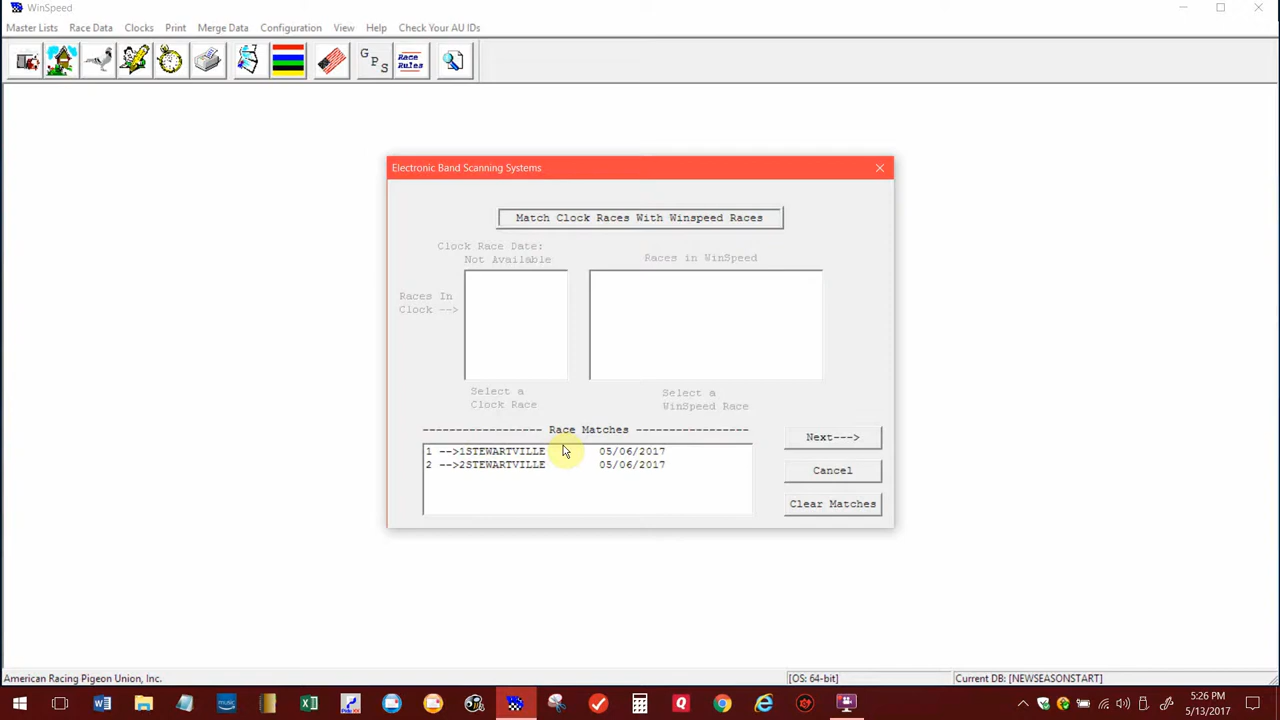 WinSpeed
Master Lists Race Data Clocks Print Merge Data Configuration View Help Check Your AU IDs
GPS Race Rules
Electronic Band Scanning Systems
Match Clock Races With Winspeed Races
Clock Race Date:
Not Available
Races in WinSpeed
Races In
Clock -->
Select a
Clock Race
Select a
WinSpeed Race
------------------ Race Matches -----------------
1 -->1STEWARTVILLE 05/06/2017
2 -->2STEWARTVILLE 05/06/2017
Next--->
Cancel
Clear Matches
American Racing Pigeon Union, Inc. [OS: 64-bit] Current DB: [NEWSEASONSTART]
music
5:26 PM
5/13/2017